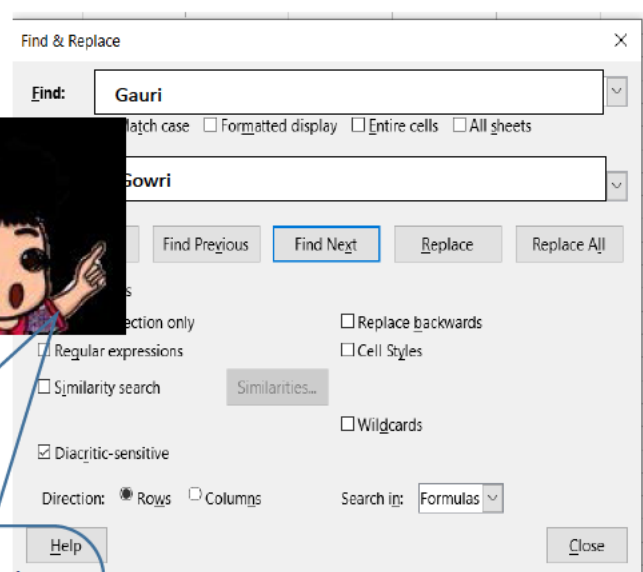 Find & Replace
Find: Gauri
atch case Formatted display Entire cells All sheets
Gowri
Find Previous Find Next Replace Replace All
ection only Replace backwards
Regular expressions Cell Styles
Similarity search Similarities...
Wildcards
Diacritic-sensitive
Direction: Rows Columns Search in: Formulas
Help Close